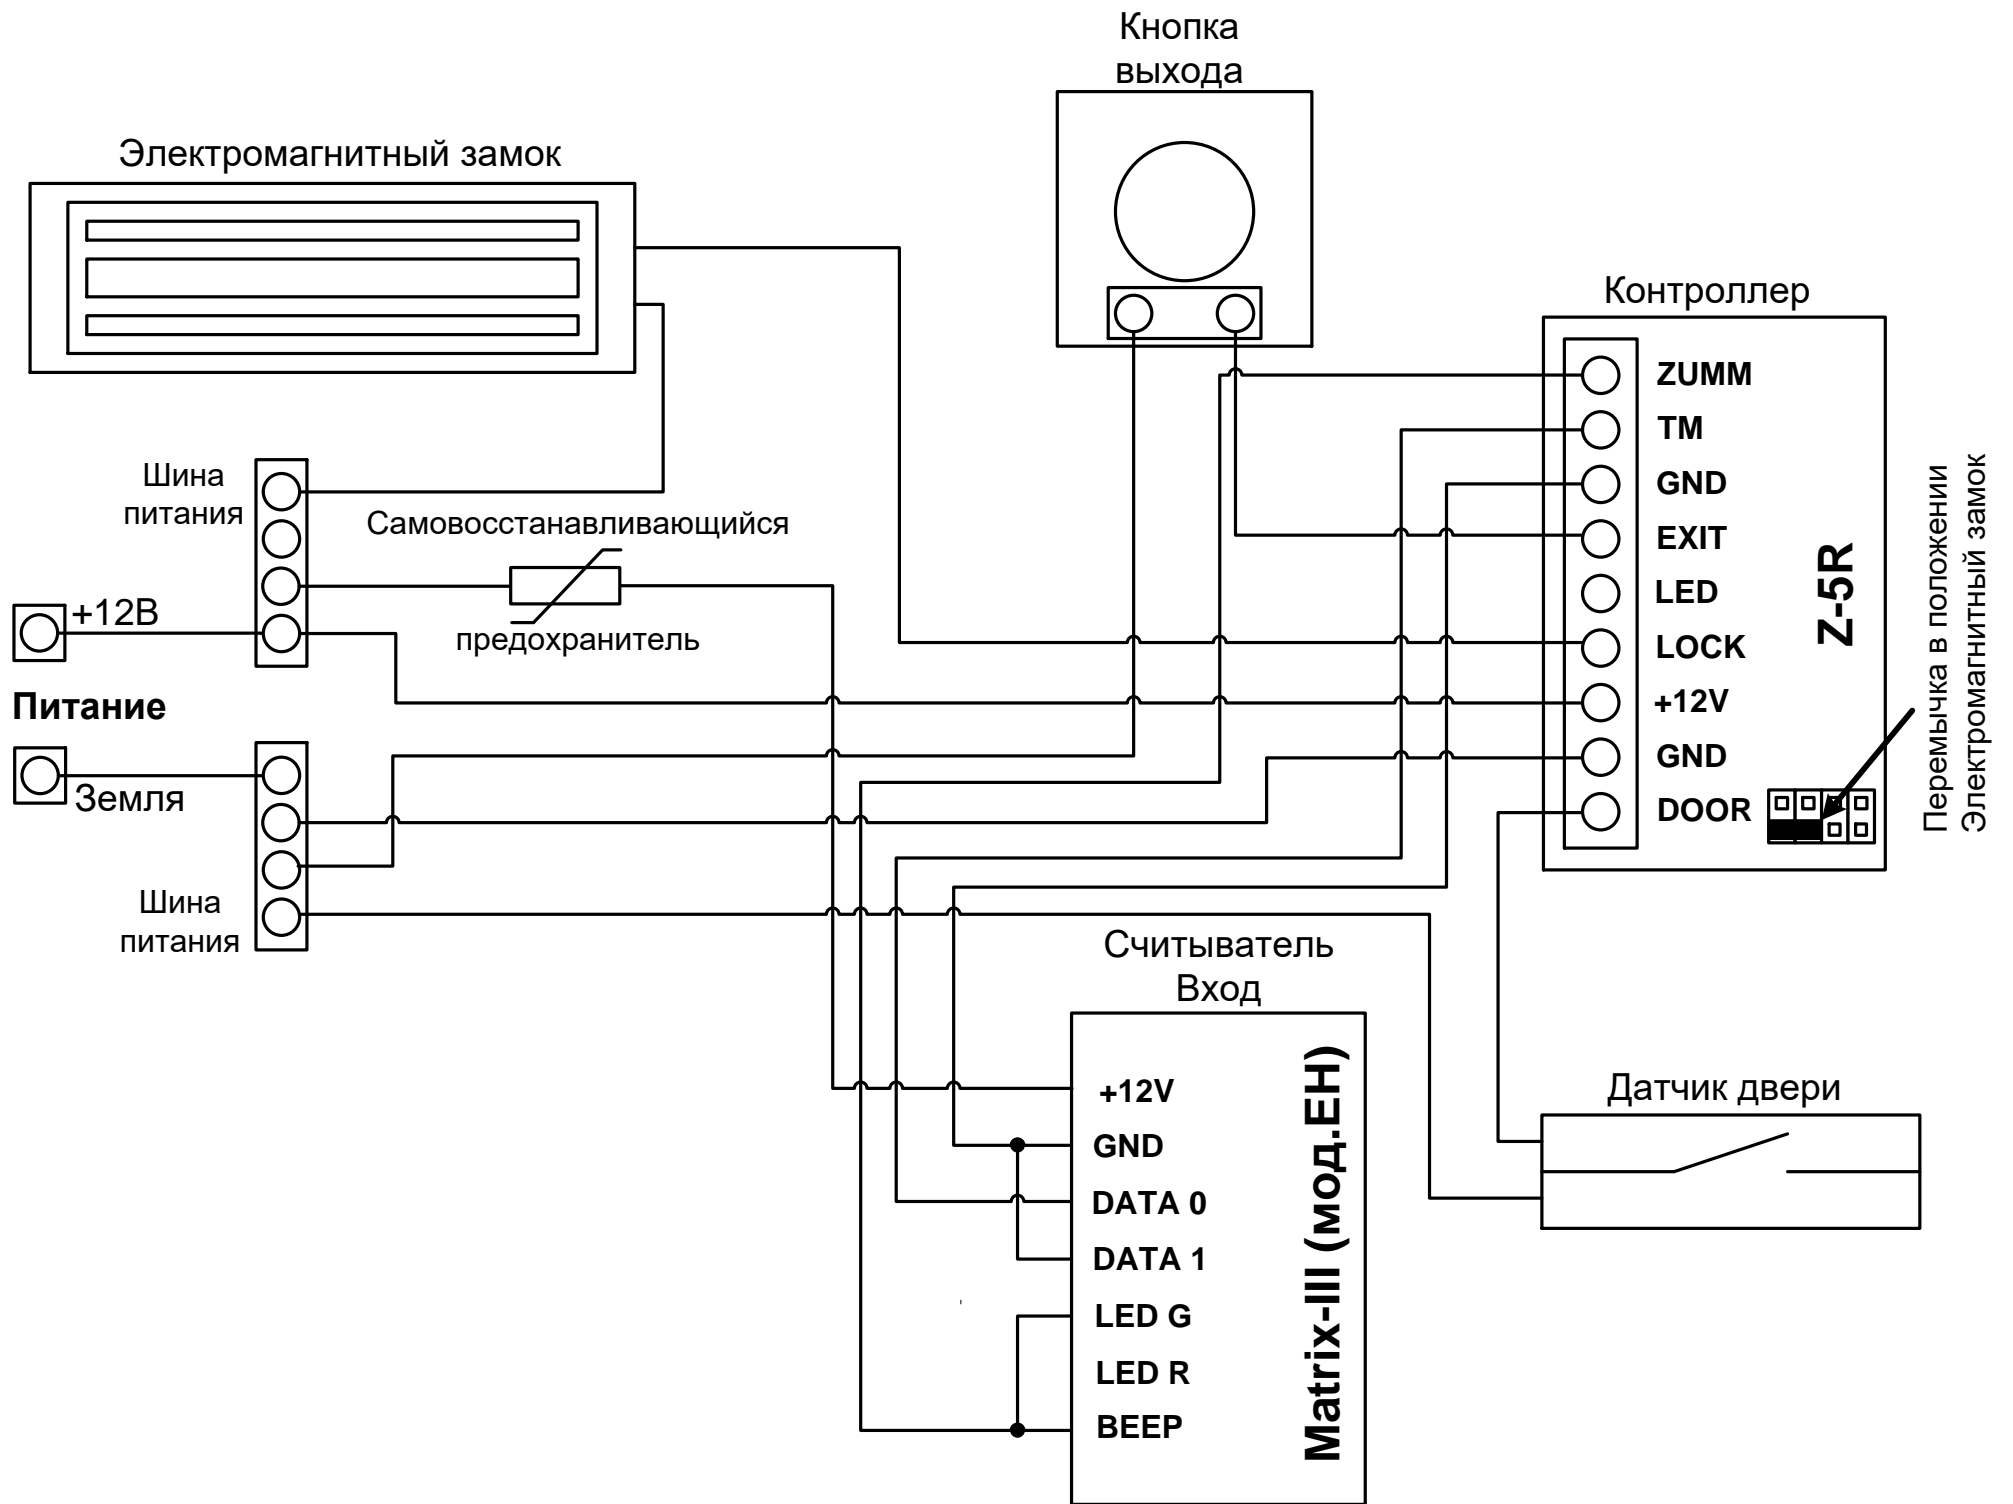 Кнопка
выхода
Электромагнитный замок
Контроллер
ZUMM
TM
GND
EXIT
LED
LOCK
+12V
GND
DOOR
Z-5R
Перемычка в положении
Электромагнитный замок
Шина
питания
Самовосстанавливающийся
предохранитель
+12В
Питание
Земля
Шина
питания
Считыватель
Вход
+12V
GND
DATA 0
DATA 1
LED G
LED R
BEEP
Matrix-III (мод.EH)
Датчик двери